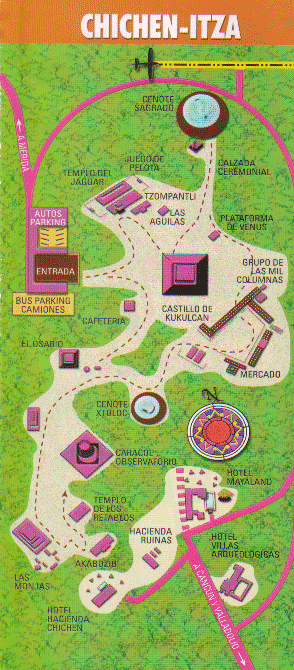 CHICHEN-ITZA
CENOTE
SAGRADO
A MERIDA
JUEGO DE
PELOTA
CALZADA
CEREMONIAL
TEMPLO DEL
JAGUAR
TZOMPANTLI
LAS
AGUILAS
AUTOS
PARKING
PLATAFORMA
DE VENUS
ENTRADA
GRUPO DE
LAS MIL
COLUMNAS
BUS PARKING
CAMIONES
CASTILLO DE
KUKULCAN
CAFETERIA
EL OSARIO
MERCADO
CENOTE
XTOLOC
CARACOL -
OBSERVATORIO
HOTEL
MAYALAND
TEMPLO
DE LOS
RETABLOS
HACIENDA
RUINAS
HOTEL
VILLAS
ARQUEOLOGICAS
AKABDZIB
LAS
MONJAS
A CANCUN / VALLADOLID
HOTEL
HACIENDA
CHICHEN